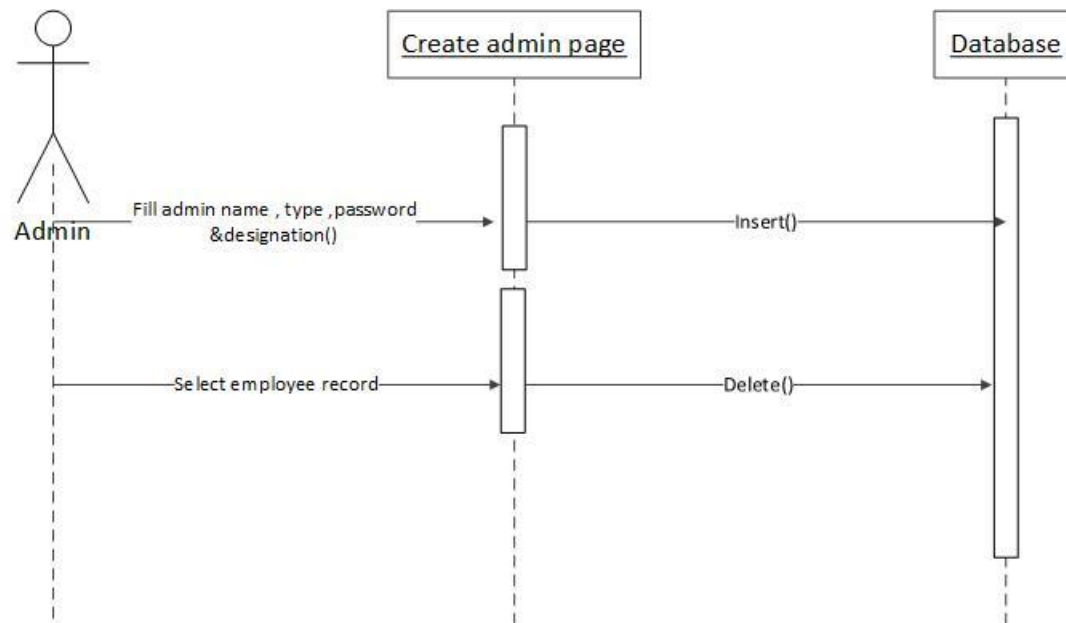 Create admin page
Database
Admin
Fill admin name , type ,password
&designation()
Insert()
Select employee record
Delete()